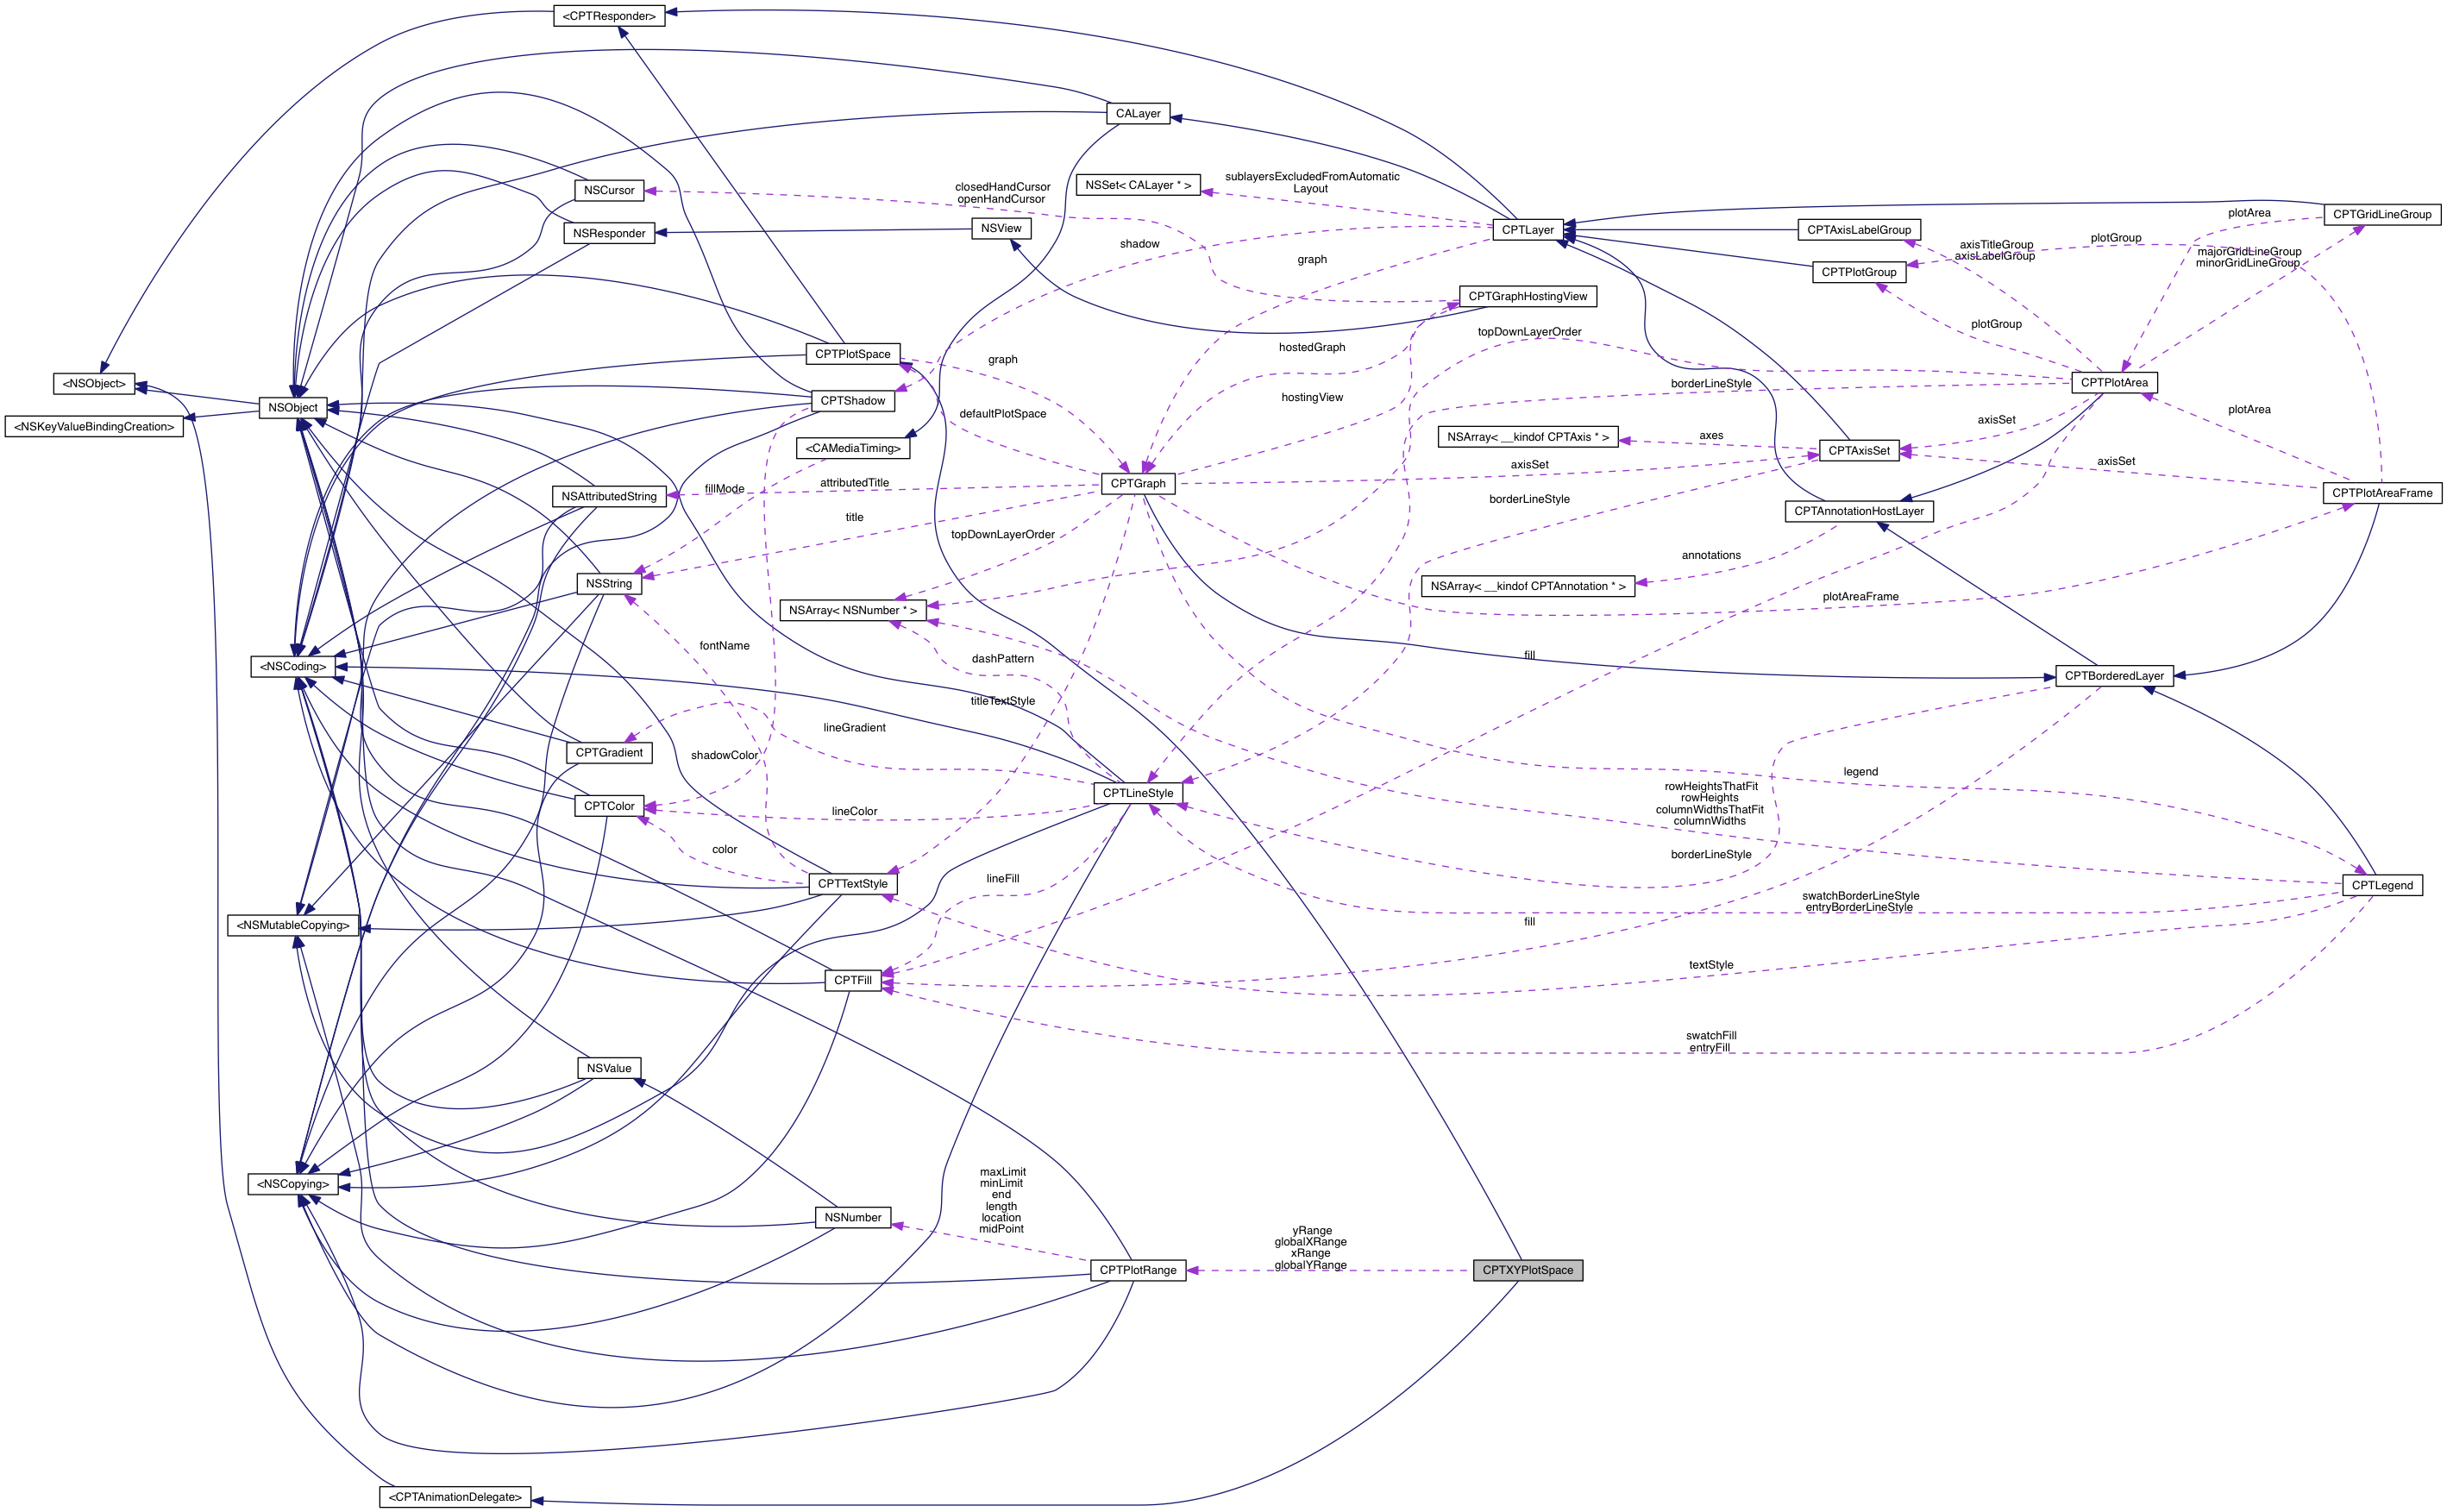 <CPTResponder>
CALayer
NSCursor
closedHandCursor
openHandCursor
NSSet< CALayer * >
sublayersExcludedFromAutomatic
Layout
NSResponder
NSView
CPTLayer
CPTAxisLabelGroup
plotArea
CPTGridLineGroup
shadow
graph
axisTitleGroup
axisLabelGroup
plotGroup
majorGridLineGroup
minorGridLineGroup
CPTPlotGroup
CPTGraphHostingView
plotGroup
topDownLayerOrder
hostedGraph
CPTPlotSpace
graph
<NSObject>
CPTPlotArea
borderLineStyle
CPTShadow
hostingView
NSObject
defaultPlotSpace
plotArea
<NSKeyValueBindingCreation>
axisSet
NSArray< __kindof CPTAxis * >
axes
<CAMediaTiming>
CPTAxisSet
axisSet
axisSet
CPTGraph
attributedTitle
fillMode
NSAttributedString
CPTPlotAreaFrame
borderLineStyle
CPTAnnotationHostLayer
title
topDownLayerOrder
annotations
NSString
NSArray< __kindof CPTAnnotation * >
plotAreaFrame
NSArray< NSNumber * >
fontName
dashPattern
fill
<NSCoding>
CPTBorderedLayer
titleTextStyle
lineGradient
CPTGradient
shadowColor
legend
rowHeightsThatFit
rowHeights
columnWidthsThatFit
columnWidths
CPTLineStyle
CPTColor
lineColor
color
borderLineStyle
CPTTextStyle
lineFill
CPTLegend
swatchBorderLineStyle
entryBorderLineStyle
<NSMutableCopying>
fill
textStyle
CPTFill
swatchFill
entryFill
NSValue
<NSCopying>
maxLimit
minLimit
end
length
location
midPoint
NSNumber
yRange
globalXRange
xRange
globalYRange
CPTPlotRange
CPTXYPlotSpace
<CPTAnimationDelegate>